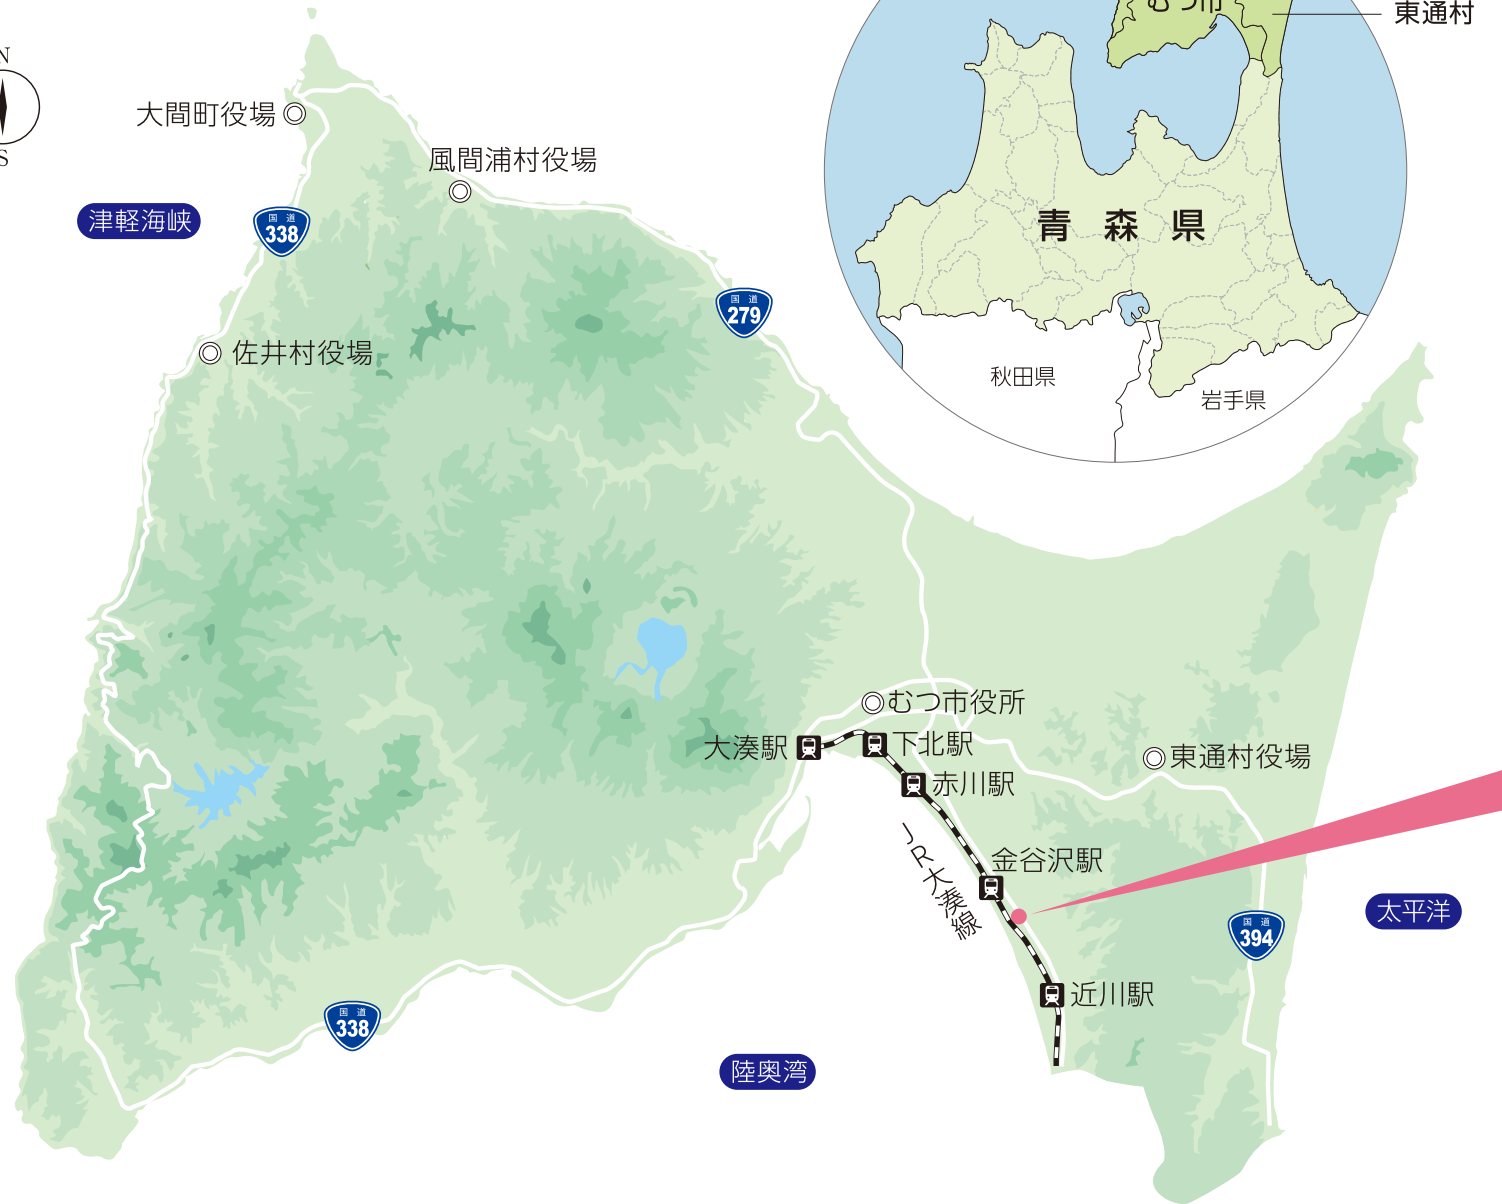 むつ市
東通村
N
S
大間町役場
風間浦村役場
津軽海峡
国道
338
青森県
国道
279
佐井村役場
秋田県
岩手県
むつ市役所
大湊駅
下北駅
東通村役場
赤川駅
JR大湊線
金谷沢駅
太平洋
国道
394
近川駅
国道
338
陸奥湾